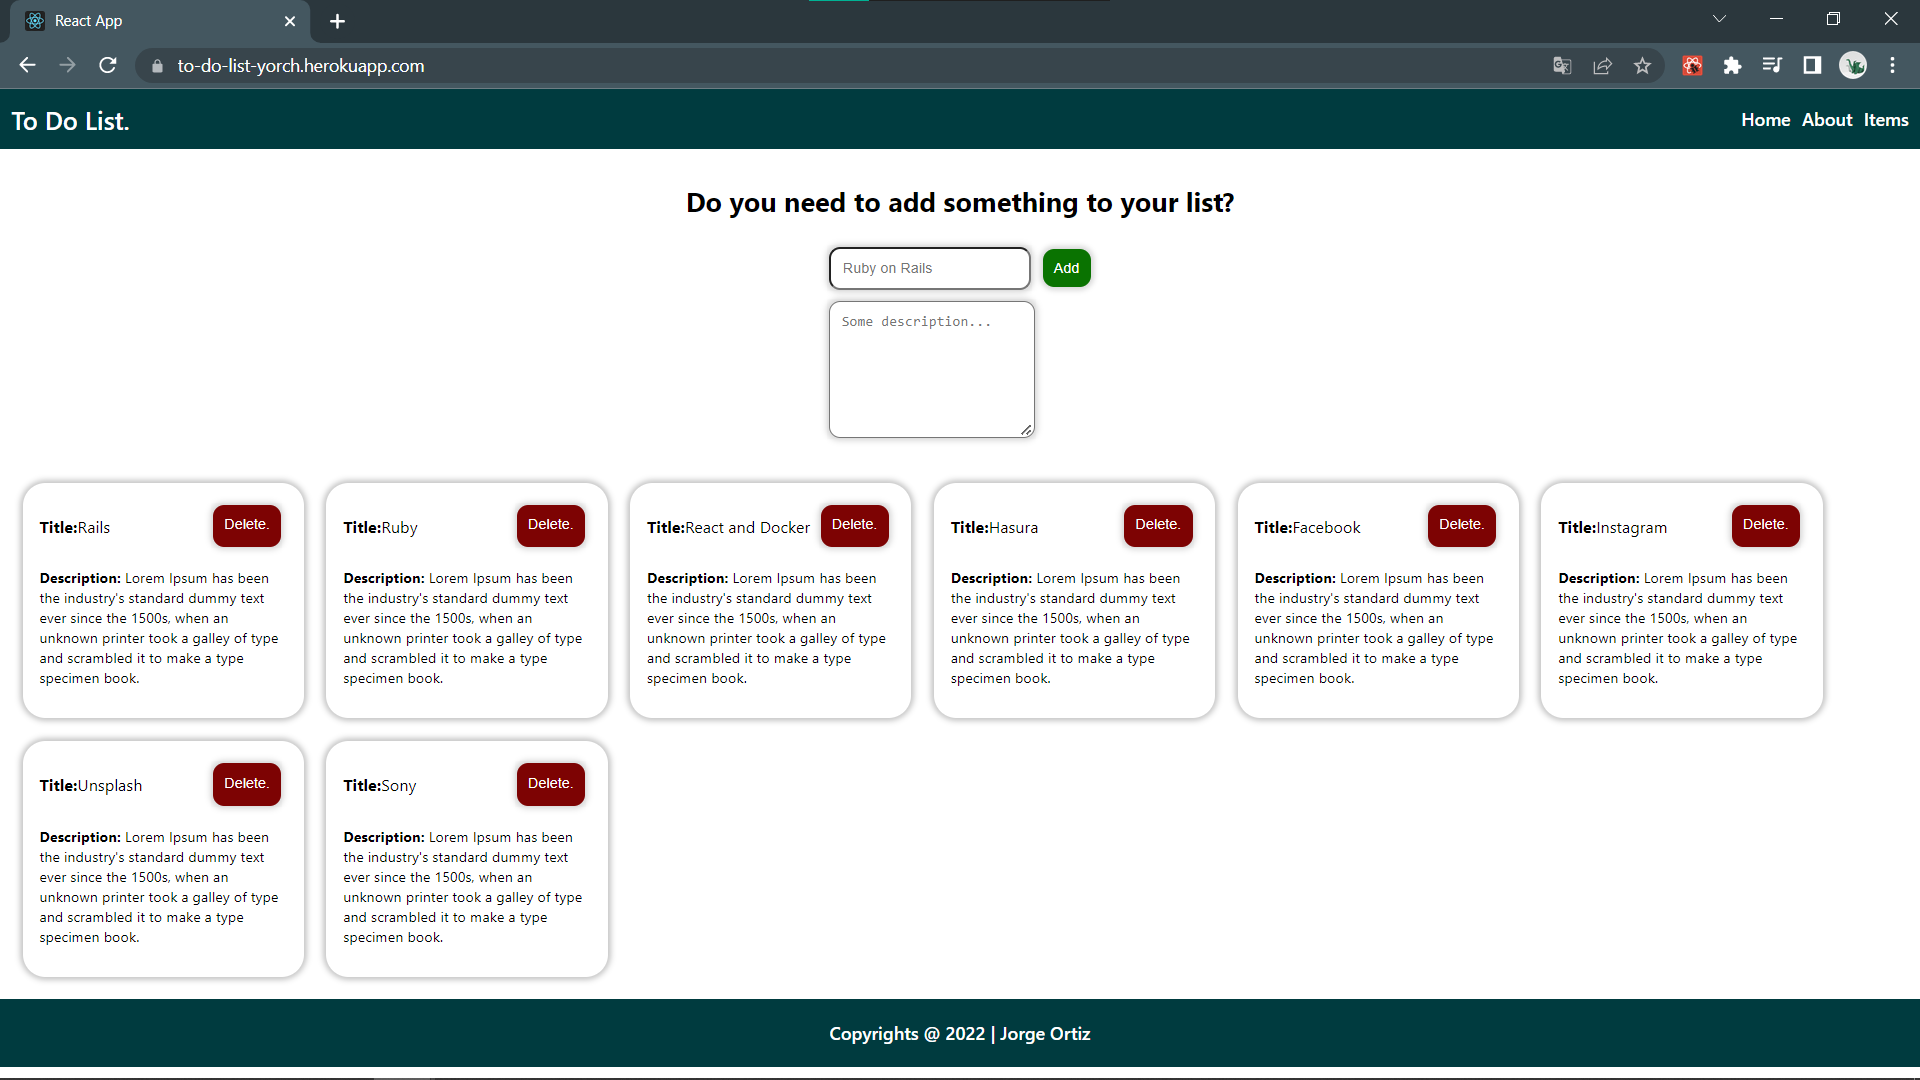 React App
to-do-list-yorch.herokuapp.com
To Do List.
Home About Items
Do you need to add something to your list?
Ruby on Rails
Add
Some description...
Title:Rails
Delete.
Description: Lorem Ipsum has been
the industry's standard dummy text
ever since the 1500s, when an
unknown printer took a galley of type
and scrambled it to make a type
specimen book.
Title:Ruby
Delete.
Description: Lorem Ipsum has been
the industry's standard dummy text
ever since the 1500s, when an
unknown printer took a galley of type
and scrambled it to make a type
specimen book.
Title:React and Docker
Delete.
Description: Lorem Ipsum has been
the industry's standard dummy text
ever since the 1500s, when an
unknown printer took a galley of type
and scrambled it to make a type
specimen book.
Title:Hasura
Delete.
Description: Lorem Ipsum has been
the industry's standard dummy text
ever since the 1500s, when an
unknown printer took a galley of type
and scrambled it to make a type
specimen book.
Title:Facebook
Delete.
Description: Lorem Ipsum has been
the industry's standard dummy text
ever since the 1500s, when an
unknown printer took a galley of type
and scrambled it to make a type
specimen book.
Title:Instagram
Delete.
Description: Lorem Ipsum has been
the industry's standard dummy text
ever since the 1500s, when an
unknown printer took a galley of type
and scrambled it to make a type
specimen book.
Title:Unsplash
Delete.
Description: Lorem Ipsum has been
the industry's standard dummy text
ever since the 1500s, when an
unknown printer took a galley of type
and scrambled it to make a type
specimen book.
Title:Sony
Delete.
Description: Lorem Ipsum has been
the industry's standard dummy text
ever since the 1500s, when an
unknown printer took a galley of type
and scrambled it to make a type
specimen book.
Copyrights @ 2022 | Jorge Ortiz